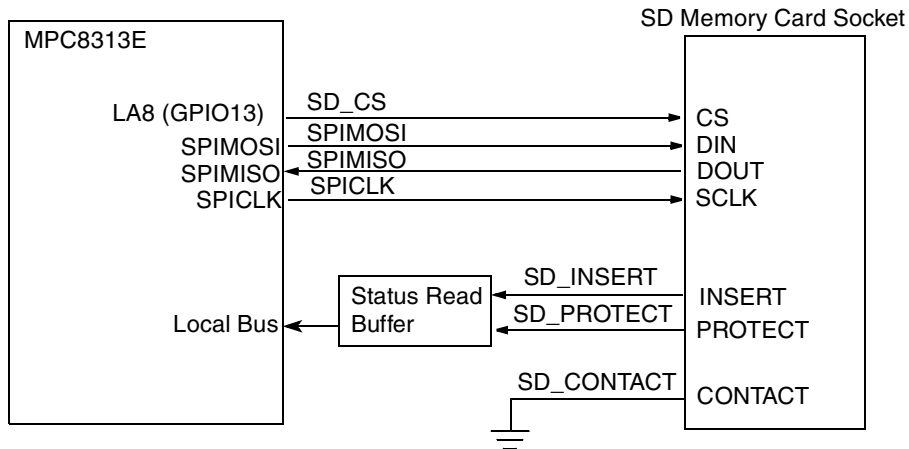 SD Memory Card Socket
MPC8313E
LA8 (GPIO13)
SD_CS
CS
SPIMOSI
SPIMOSI
DIN
SPIMISO
SPIMISO
DOUT
SPICLK
SPICLK
SCLK
SD_INSERT
INSERT
Status Read
Buffer
Local Bus
SD_PROTECT
PROTECT
SD_CONTACT
CONTACT